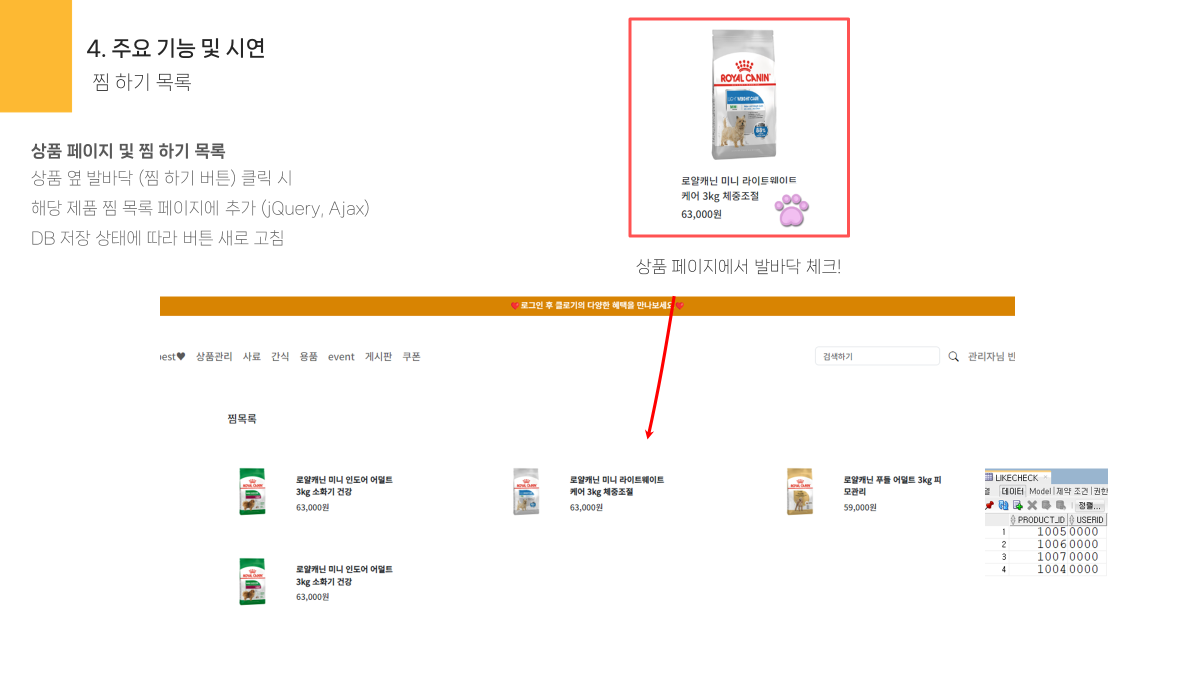 4. 주요 기능 및 시연
찜 하기 목록
상품 페이지 및 찜 하기 목록
상품 옆 발바닥 (찜 하기 버튼) 클릭 시
해당 제품 찜 목록 페이지에 추가 (jQuery, Ajax)
DB 저장 상태에 따라 버튼 새로 고침
ROYAL CANIN
로얄캐닌 미니 라이트웨이트
케어 3kg 체중조절
63,000원
상품 페이지에서 발바닥 체크!
로그인 후 클로기의 다양한 혜택을 만나보세요
est♥ 상품관리 사료 간식 용품 event 게시판 쿠폰
검색하기
관리자님 빈
찜목록
로얄캐닌 미니 인도어 어덜트
3kg 소화기 건강
63,000원
로얄캐닌 미니 라이트웨이트
케어 3kg 체중조절
63,000원
로얄캐닌 푸들 어덜트 3kg 피
모관리
59,000원
로얄캐닌 미니 인도어 어덜트
3kg 소화기 건강
63,000원
LIKECHECK
데이터 Model 제약 조건 권한
정렬...
PRODUCT_ID USERID
1 1005 0000
2 1006 0000
3 1007 0000
4 1004 0000